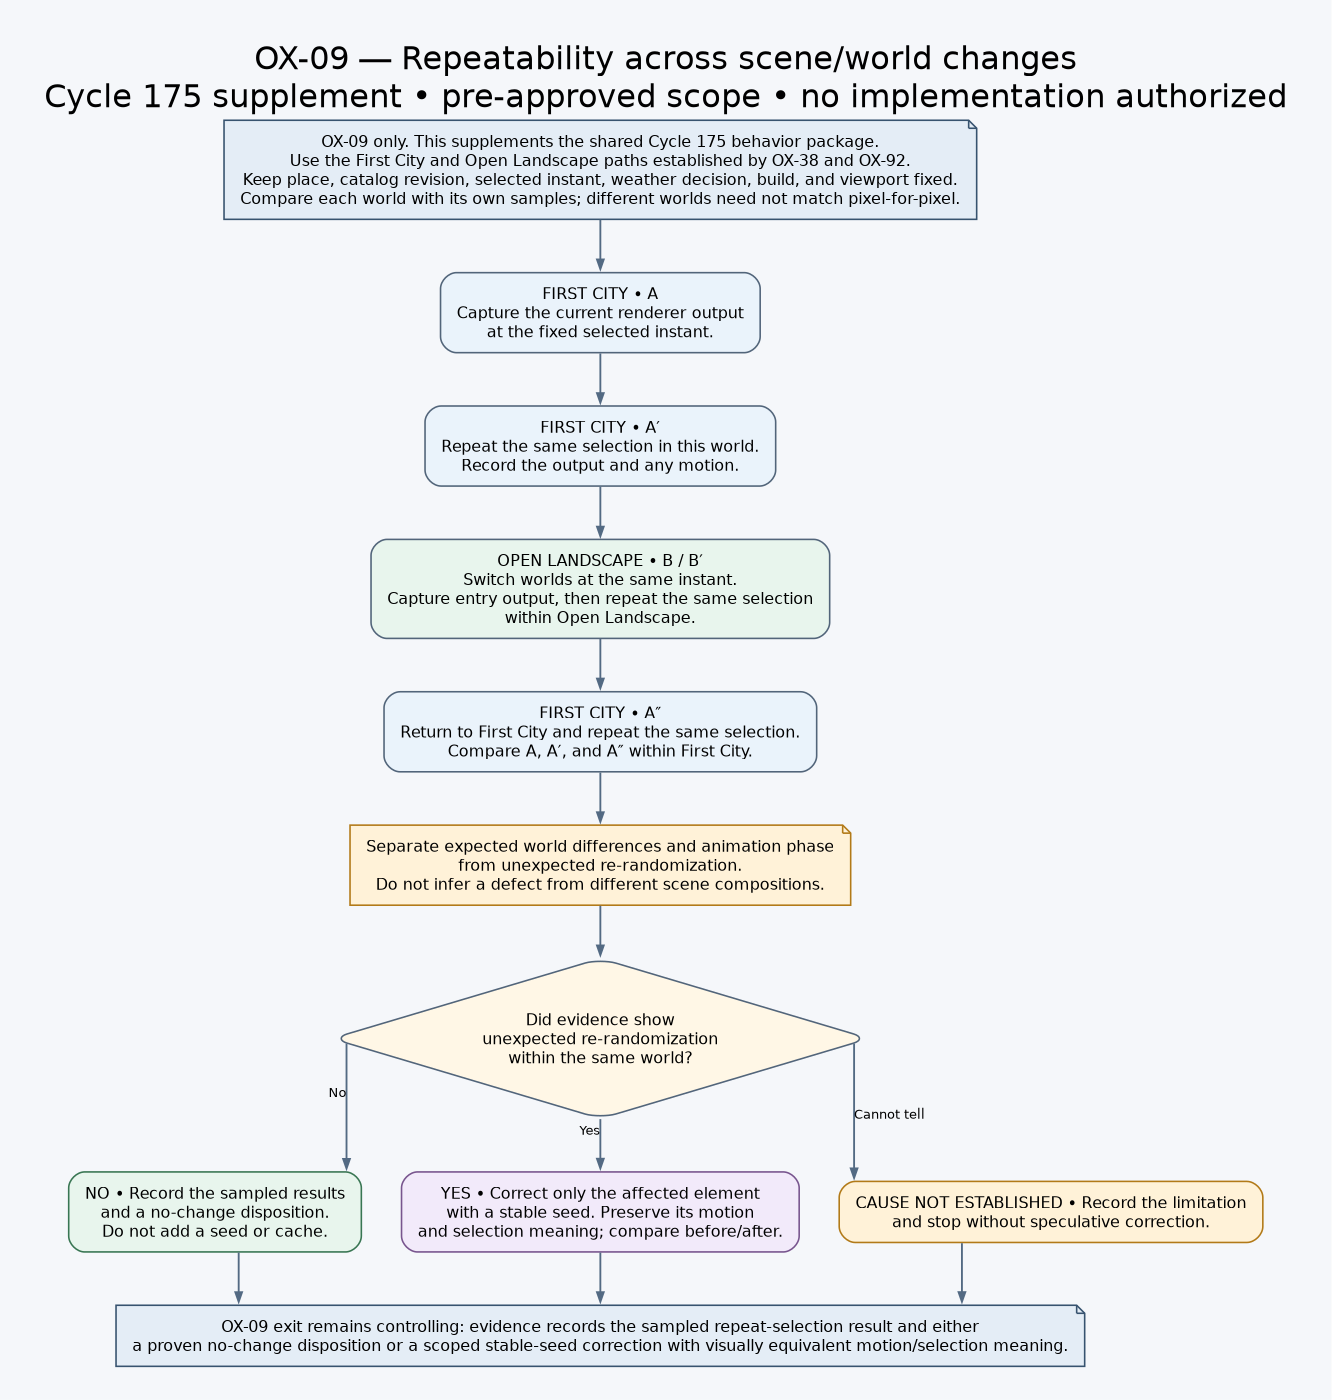 OX-09 — Repeatability across scene/world changes
Cycle 175 supplement • pre-approved scope • no implementation authorized
OX-09 only. This supplements the shared Cycle 175 behavior package.
Use the First City and Open Landscape paths established by OX-38 and OX-92.
Keep place, catalog revision, selected instant, weather decision, build, and viewport fixed.
Compare each world with its own samples; different worlds need not match pixel-for-pixel.
FIRST CITY • A
Capture the current renderer output
at the fixed selected instant.
FIRST CITY • A′
Repeat the same selection in this world.
Record the output and any motion.
OPEN LANDSCAPE • B / B′
Switch worlds at the same instant.
Capture entry output, then repeat the same selection
within Open Landscape.
FIRST CITY • A″
Return to First City and repeat the same selection.
Compare A, A′, and A″ within First City.
Separate expected world differences and animation phase
from unexpected re-randomization.
Do not infer a defect from different scene compositions.
Did evidence show
unexpected re-randomization
within the same world?
No
Yes
Cannot tell
NO • Record the sampled results
and a no-change disposition.
Do not add a seed or cache.
YES • Correct only the affected element
with a stable seed. Preserve its motion
and selection meaning; compare before/after.
CAUSE NOT ESTABLISHED • Record the limitation
and stop without speculative correction.
OX-09 exit remains controlling: evidence records the sampled repeat-selection result and either
a proven no-change disposition or a scoped stable-seed correction with visually equivalent motion/selection meaning.